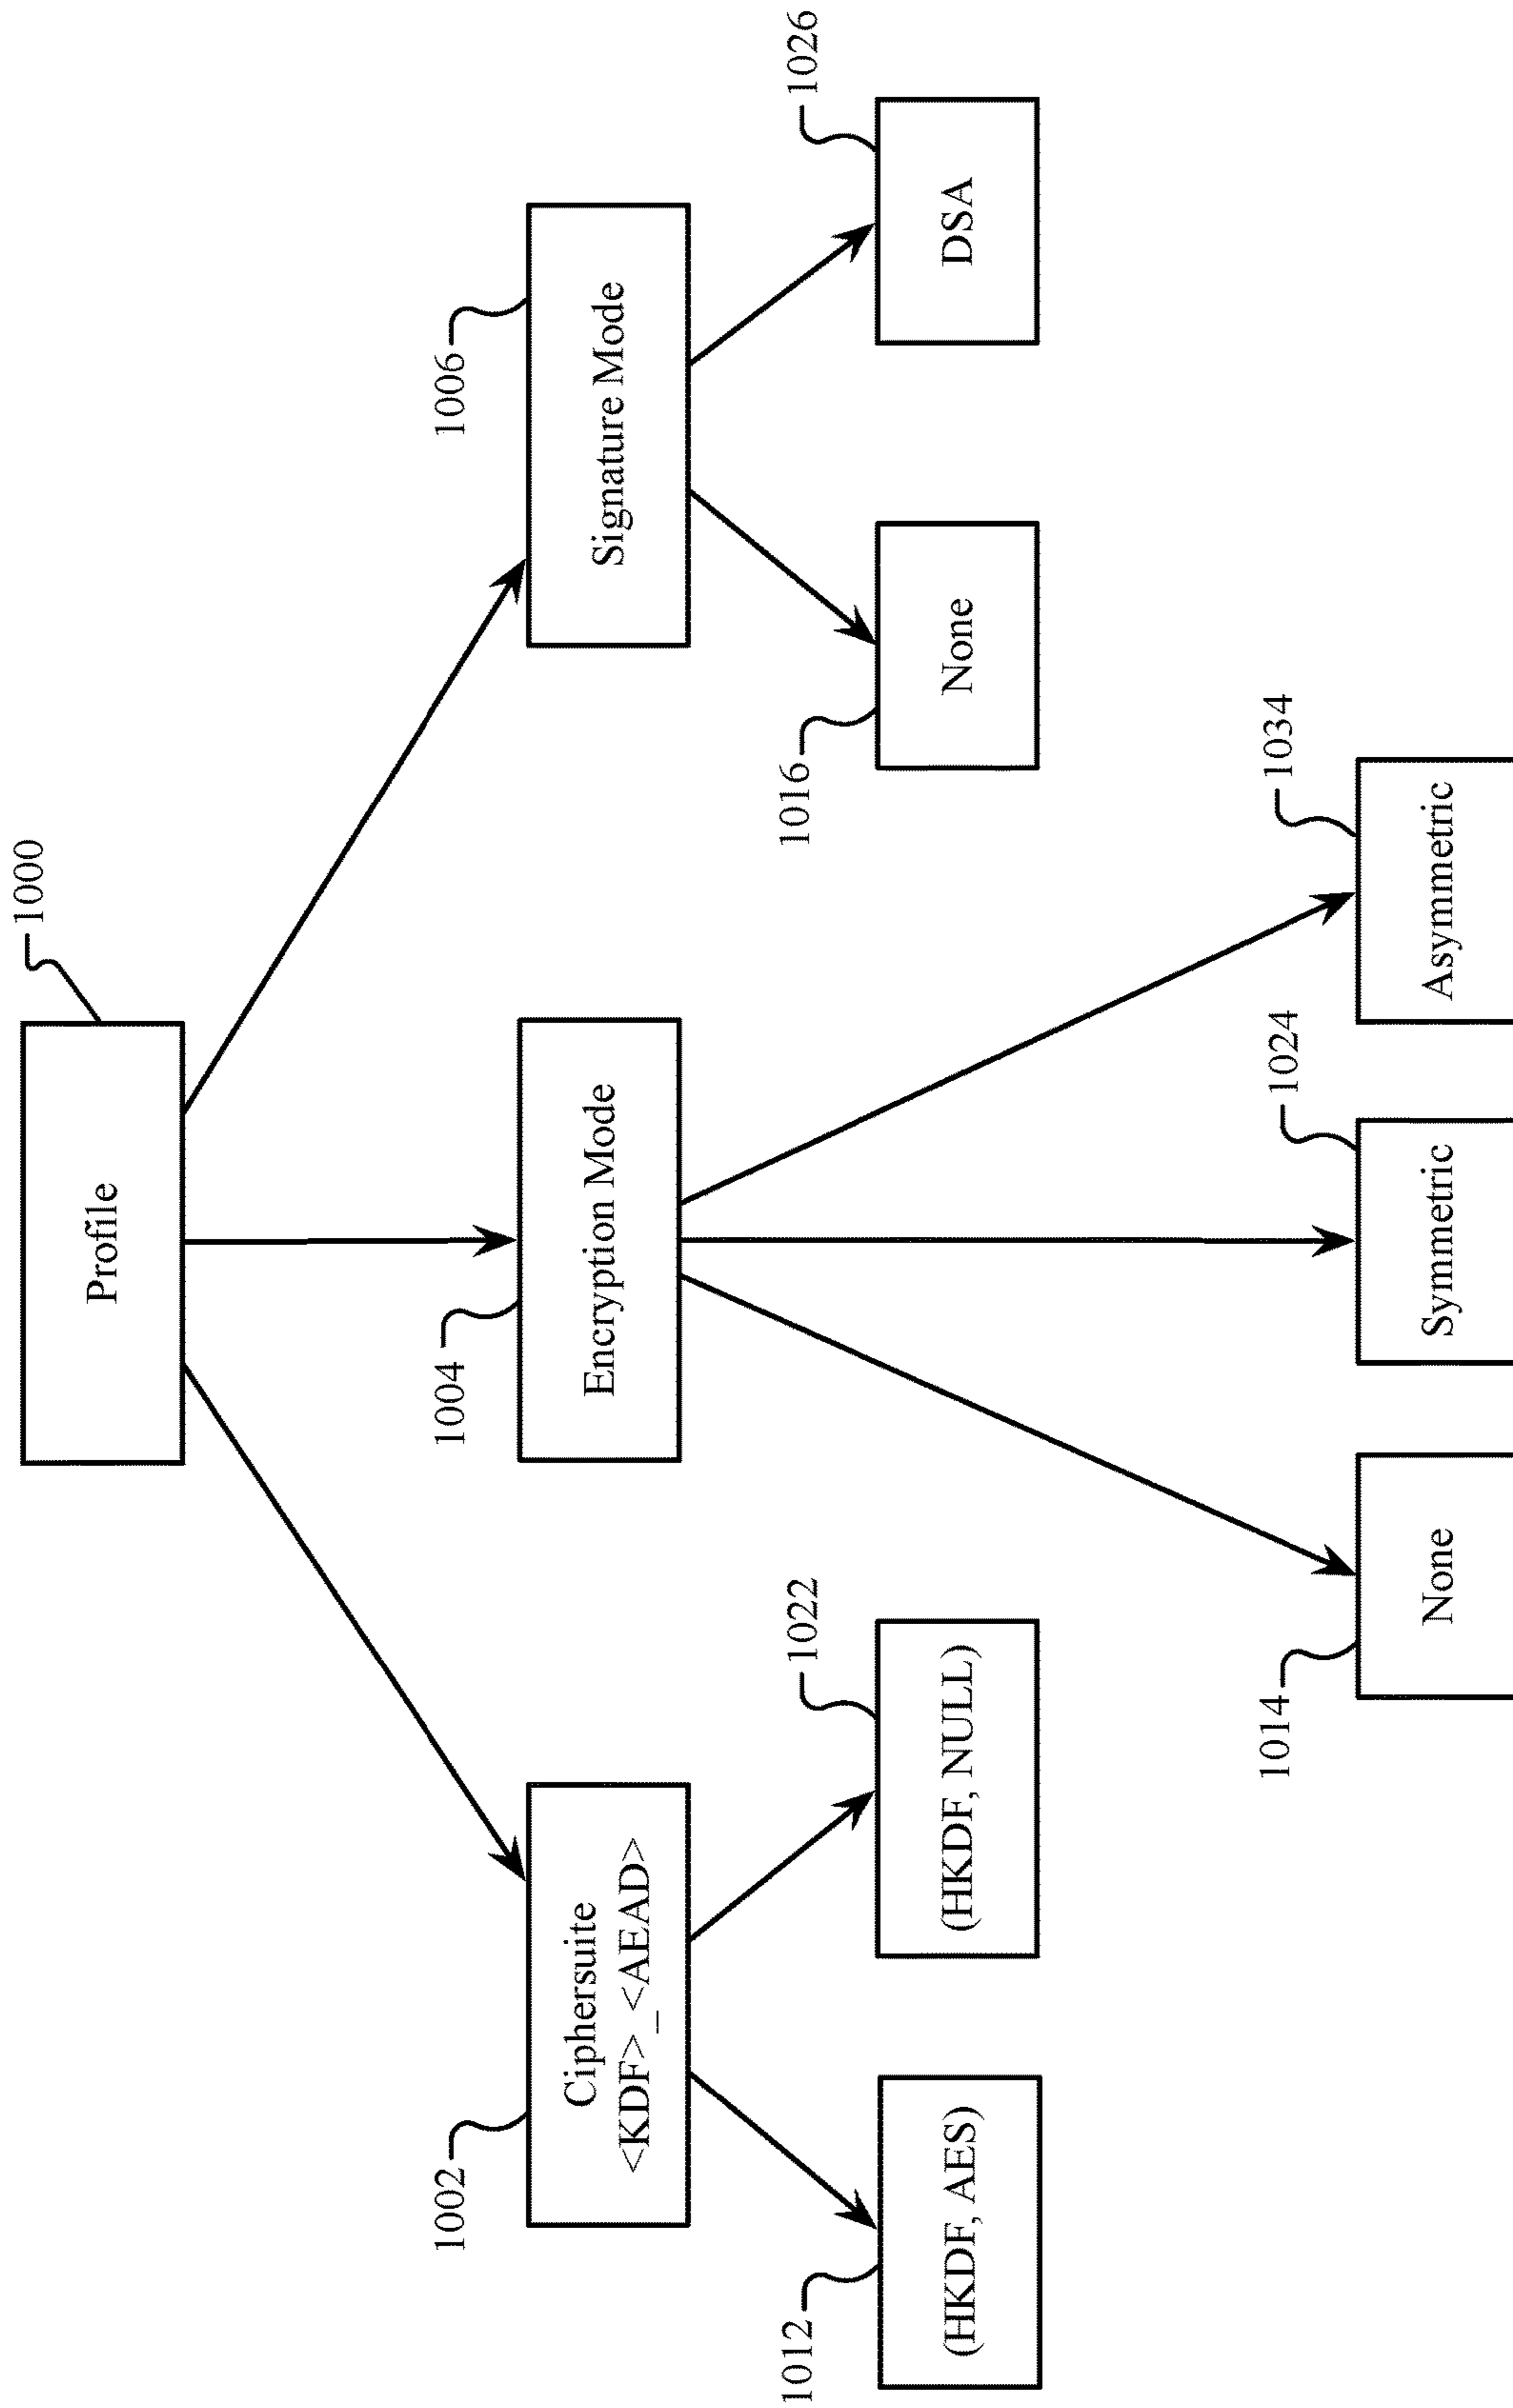 Profile
1000
Ciphersuite
<KDF>_<AEAD>
1002
Encryption Mode
1004
Signature Mode
1006
(HKDF, AES)
1012
(HKDF, NULL)
1022
None
1016
DSA
1026
None
1014
Symmetric
1024
Asymmetric
1034